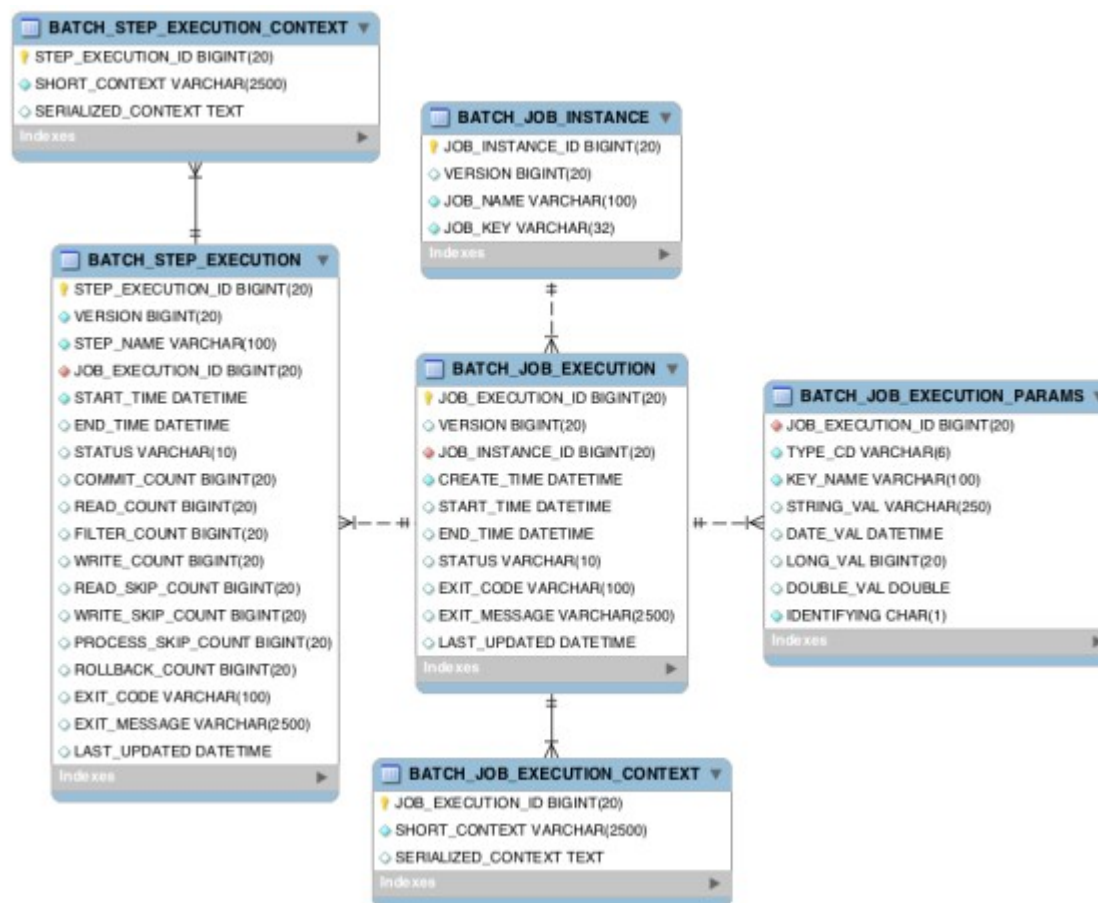 BATCH_STEP_EXECUTION_CONTEXT
STEP_EXECUTION_ID BIGINT(20)
SHORT_CONTEXT VARCHAR(2500)
SERIALIZED_CONTEXT TEXT
Indexes
BATCH_JOB_INSTANCE
JOB_INSTANCE_ID BIGINT(20)
VERSION BIGINT(20)
JOB_NAME VARCHAR(100)
JOB_KEY VARCHAR(32)
Indexes
BATCH_STEP_EXECUTION
STEP_EXECUTION_ID BIGINT(20)
VERSION BIGINT(20)
STEP_NAME VARCHAR(100)
JOB_EXECUTION_ID BIGINT(20)
START_TIME DATETIME
END_TIME DATETIME
STATUS VARCHAR(10)
COMMIT_COUNT BIGINT(20)
READ_COUNT BIGINT(20)
FILTER_COUNT BIGINT(20)
WRITE_COUNT BIGINT(20)
READ_SKIP_COUNT BIGINT(20)
WRITE_SKIP_COUNT BIGINT(20)
PROCESS_SKIP_COUNT BIGINT(20)
ROLLBACK_COUNT BIGINT(20)
EXIT_CODE VARCHAR(100)
EXIT_MESSAGE VARCHAR(2500)
LAST_UPDATED DATETIME
Indexes
BATCH_JOB_EXECUTION
JOB_EXECUTION_ID BIGINT(20)
VERSION BIGINT(20)
JOB_INSTANCE_ID BIGINT(20)
CREATE_TIME DATETIME
START_TIME DATETIME
END_TIME DATETIME
STATUS VARCHAR(10)
EXIT_CODE VARCHAR(100)
EXIT_MESSAGE VARCHAR(2500)
LAST_UPDATED DATETIME
Indexes
BATCH_JOB_EXECUTION_PARAMS
JOB_EXECUTION_ID BIGINT(20)
TYPE_CD VARCHAR(6)
KEY_NAME VARCHAR(100)
STRING_VAL VARCHAR(250)
DATE_VAL DATETIME
LONG_VAL BIGINT(20)
DOUBLE_VAL DOUBLE
IDENTIFYING CHAR(1)
Indexes
BATCH_JOB_EXECUTION_CONTEXT
JOB_EXECUTION_ID BIGINT(20)
SHORT_CONTEXT VARCHAR(2500)
SERIALIZED_CONTEXT TEXT
Indexes